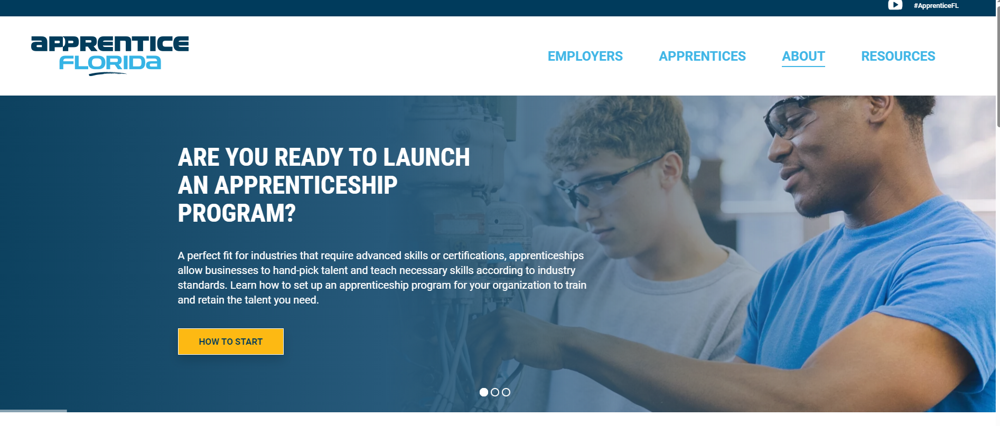 #ApprenticeFL
APPRENTICE
FLORIDA
EMPLOYERS
APPRENTICES
ABOUT
RESOURCES
ARE YOU READY TO LAUNCH
AN APPRENTICESHIP
PROGRAM?
A perfect fit for industries that require advanced skills or certifications, apprenticeships
allow businesses to hand-pick talent and teach necessary skills according to industry
standards. Learn how to set up an apprenticeship program for your organization to train
and retain the talent you need.
HOW TO START